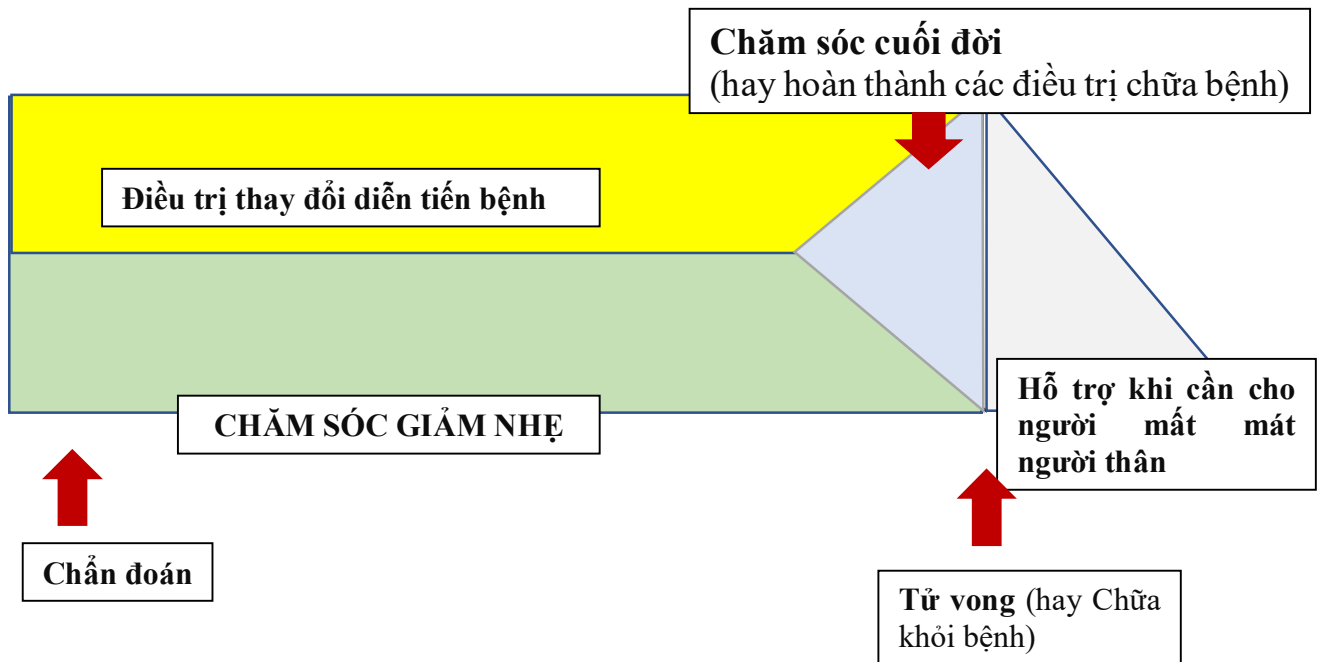 Chăm sóc cuối đời
(hay hoàn thành các điều trị chữa bệnh)
Điều trị thay đổi diễn tiến bệnh
CHĂM SÓC GIẢM NHẸ
Hỗ trợ khi cần cho
người mất mát
người thân
Chẩn đoán
Tử vong (hay Chữa
khỏi bệnh)